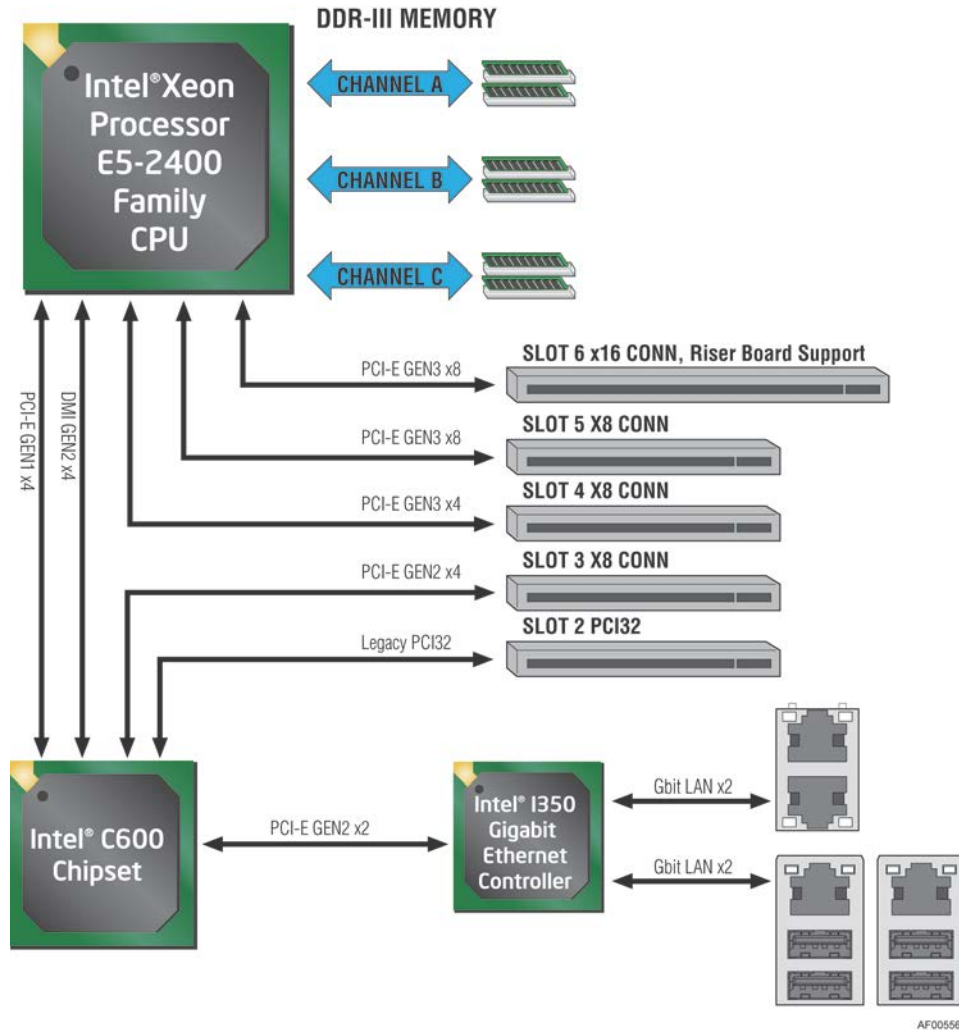 DDR-III MEMORY
Intel®Xeon
Processor
E5-2400
Family
CPU
CHANNEL A
CHANNEL B
CHANNEL C
PCI-E GEN1 x4
DMI GEN2 x4
SLOT 6 x16 CONN, Riser Board Support
PCI-E GEN3 x8
SLOT 5 X8 CONN
PCI-E GEN3 x8
SLOT 4 X8 CONN
PCI-E GEN3 x4
SLOT 3 X8 CONN
PCI-E GEN2 x4
SLOT 2 PCI32
Legacy PCI32
Intel® C600
Chipset
PCI-E GEN2 x2
Intel® I350
Gigabit
Ethernet
Controller
Gbit LAN x2
Gbit LAN x2
AF00556